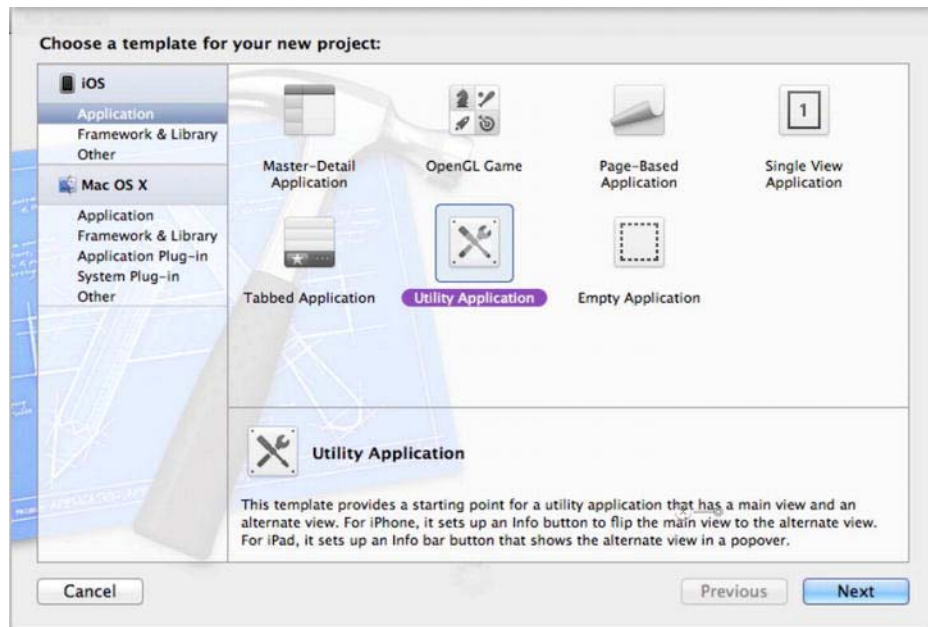 Choose a template for your new project:
iOS
Application
Framework & Library
Other
Mac OS X
Application
Framework & Library
Application Plug-in
System Plug-in
Other
Master-Detail
Application
OpenGL Game
Page-Based
Application
1
Single View
Application
Tabbed Application
Utility Application
Empty Application
Utility Application
This template provides a starting point for a utility application that has a main view and an
alternate view. For iPhone, it sets up an Info button to flip the main view to the alternate view.
For iPad, it sets up an Info bar button that shows the alternate view in a popover.
Cancel
Previous
Next